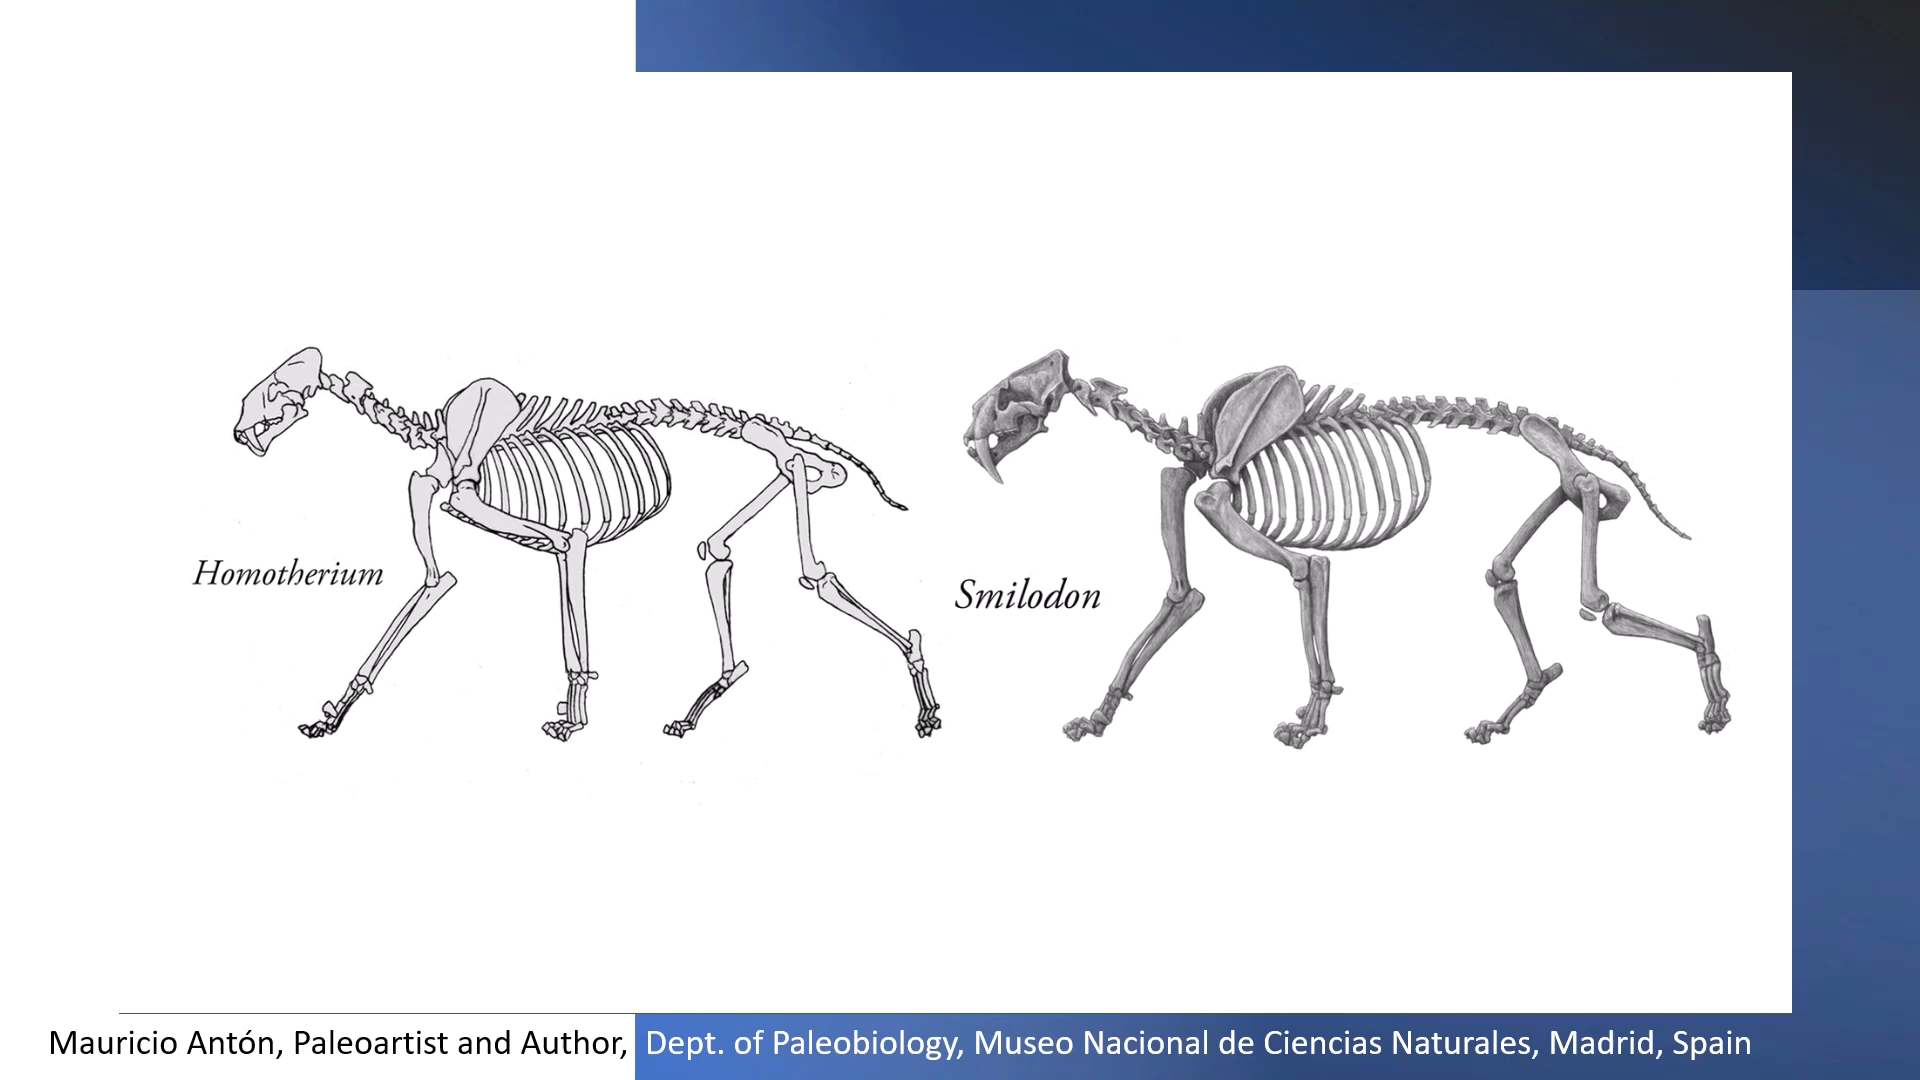 Homotherium
Smilodon
Mauricio Antón, Paleoartist and Author, Dept. of Paleobiology, Museo Nacional de Ciencias Naturales, Madrid, Spain